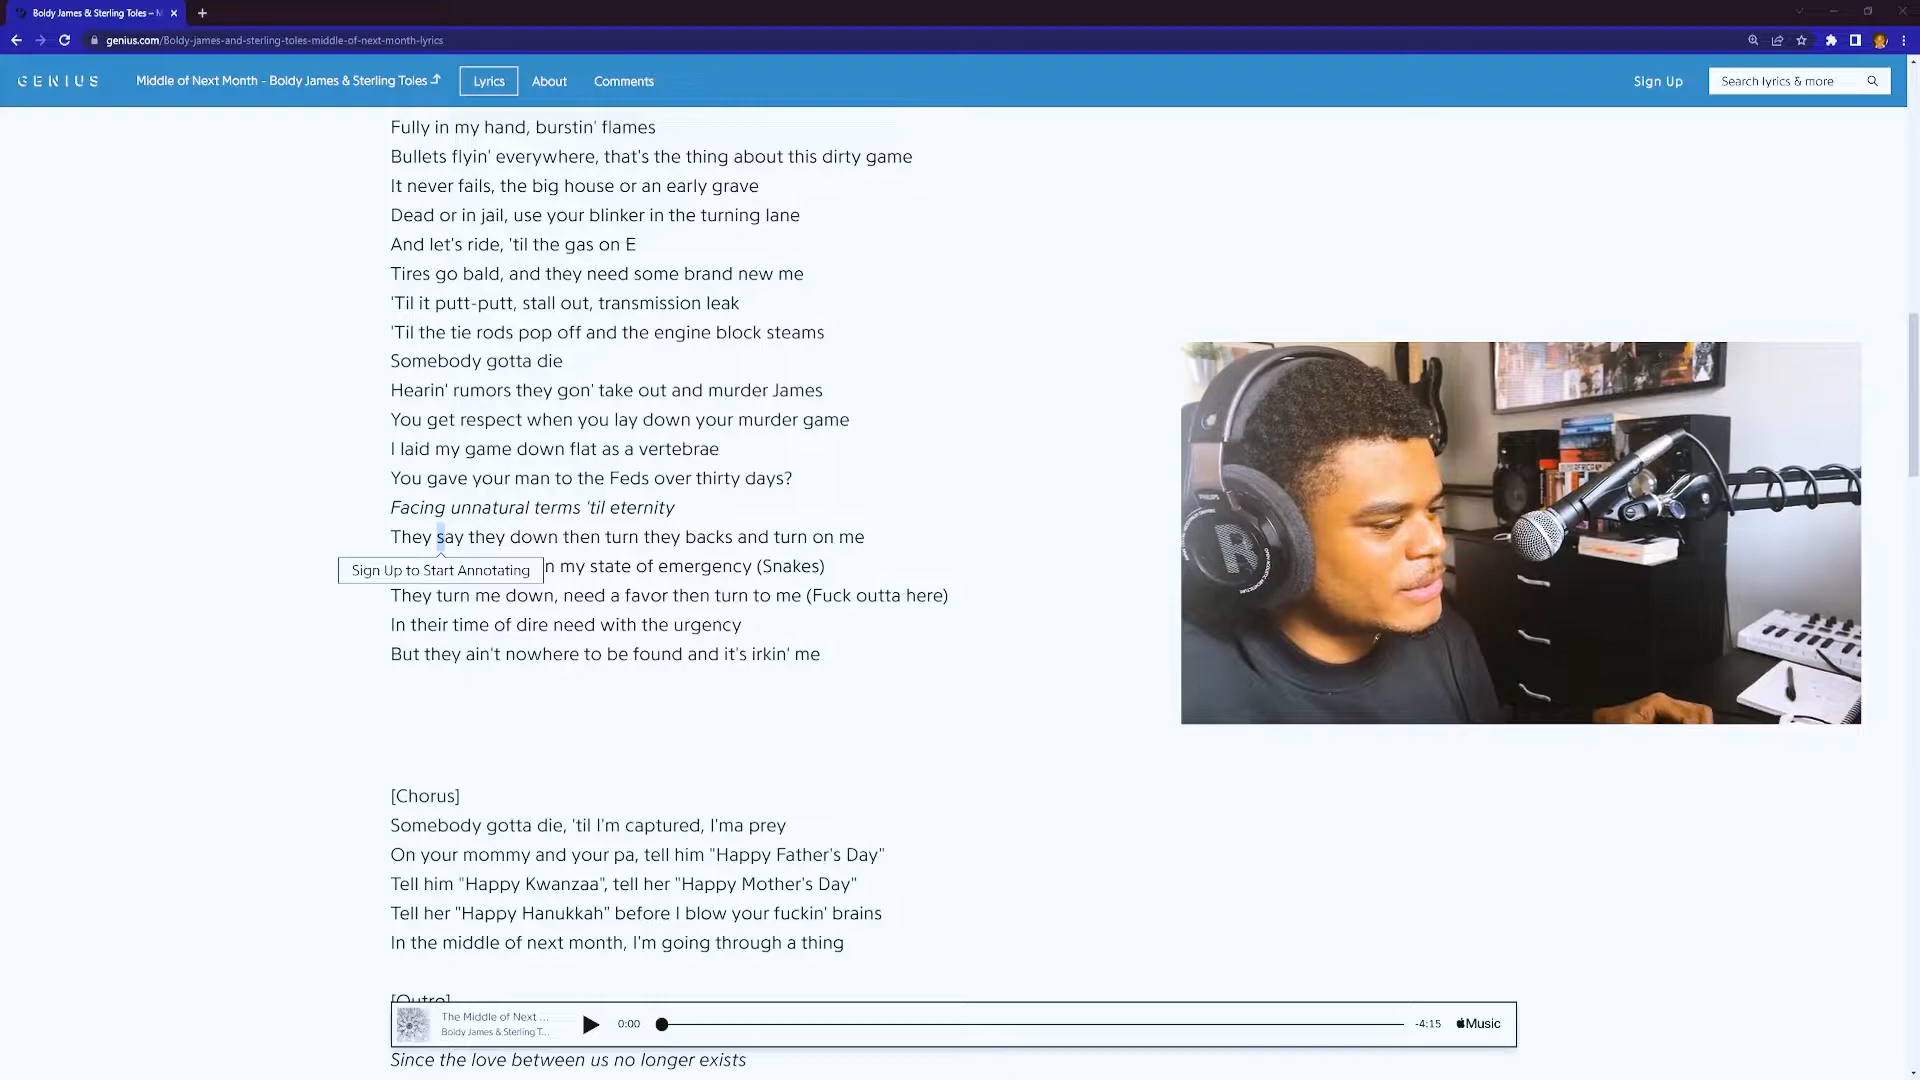 Boldy James & Sterling Toles – M
genius.com/Boldy-james-and-sterling-toles-middle-of-next-month-lyrics
GENIUS
Middle of Next Month - Boldy James & Sterling Toles
Lyrics
About
Comments
Sign Up
Search lyrics & more
Fully in my hand, burstin' flames
Bullets flyin' everywhere, that's the thing about this dirty game
It never fails, the big house or an early grave
Dead or in jail, use your blinker in the turning lane
And let's ride, 'til the gas on E
Tires go bald, and they need some brand new me
'Til it putt-putt, stall out, transmission leak
'Til the tie rods pop off and the engine block steams
Somebody gotta die
Hearin' rumors they gon' take out and murder James
You get respect when you lay down your murder game
I laid my game down flat as a vertebrae
You gave your man to the Feds over thirty days?
Facing unnatural terms 'til eternity
They say they down then turn they backs and turn on me
Sign Up to Start Annotating
n my state of emergency (Snakes)
They turn me down, need a favor then turn to me (Fuck outta here)
In their time of dire need with the urgency
But they ain't nowhere to be found and it's irkin' me
[Chorus]
Somebody gotta die, 'til I'm captured, I'ma prey
On your mommy and your pa, tell him "Happy Father's Day"
Tell him "Happy Kwanzaa", tell her "Happy Mother's Day"
Tell her "Happy Hanukkah" before I blow your fuckin' brains
In the middle of next month, I'm going through a thing
[Outro]
The Middle of Next ...
Boldy James & Sterling T...
0:00
-4:15
Music
Since the love between us no longer exists